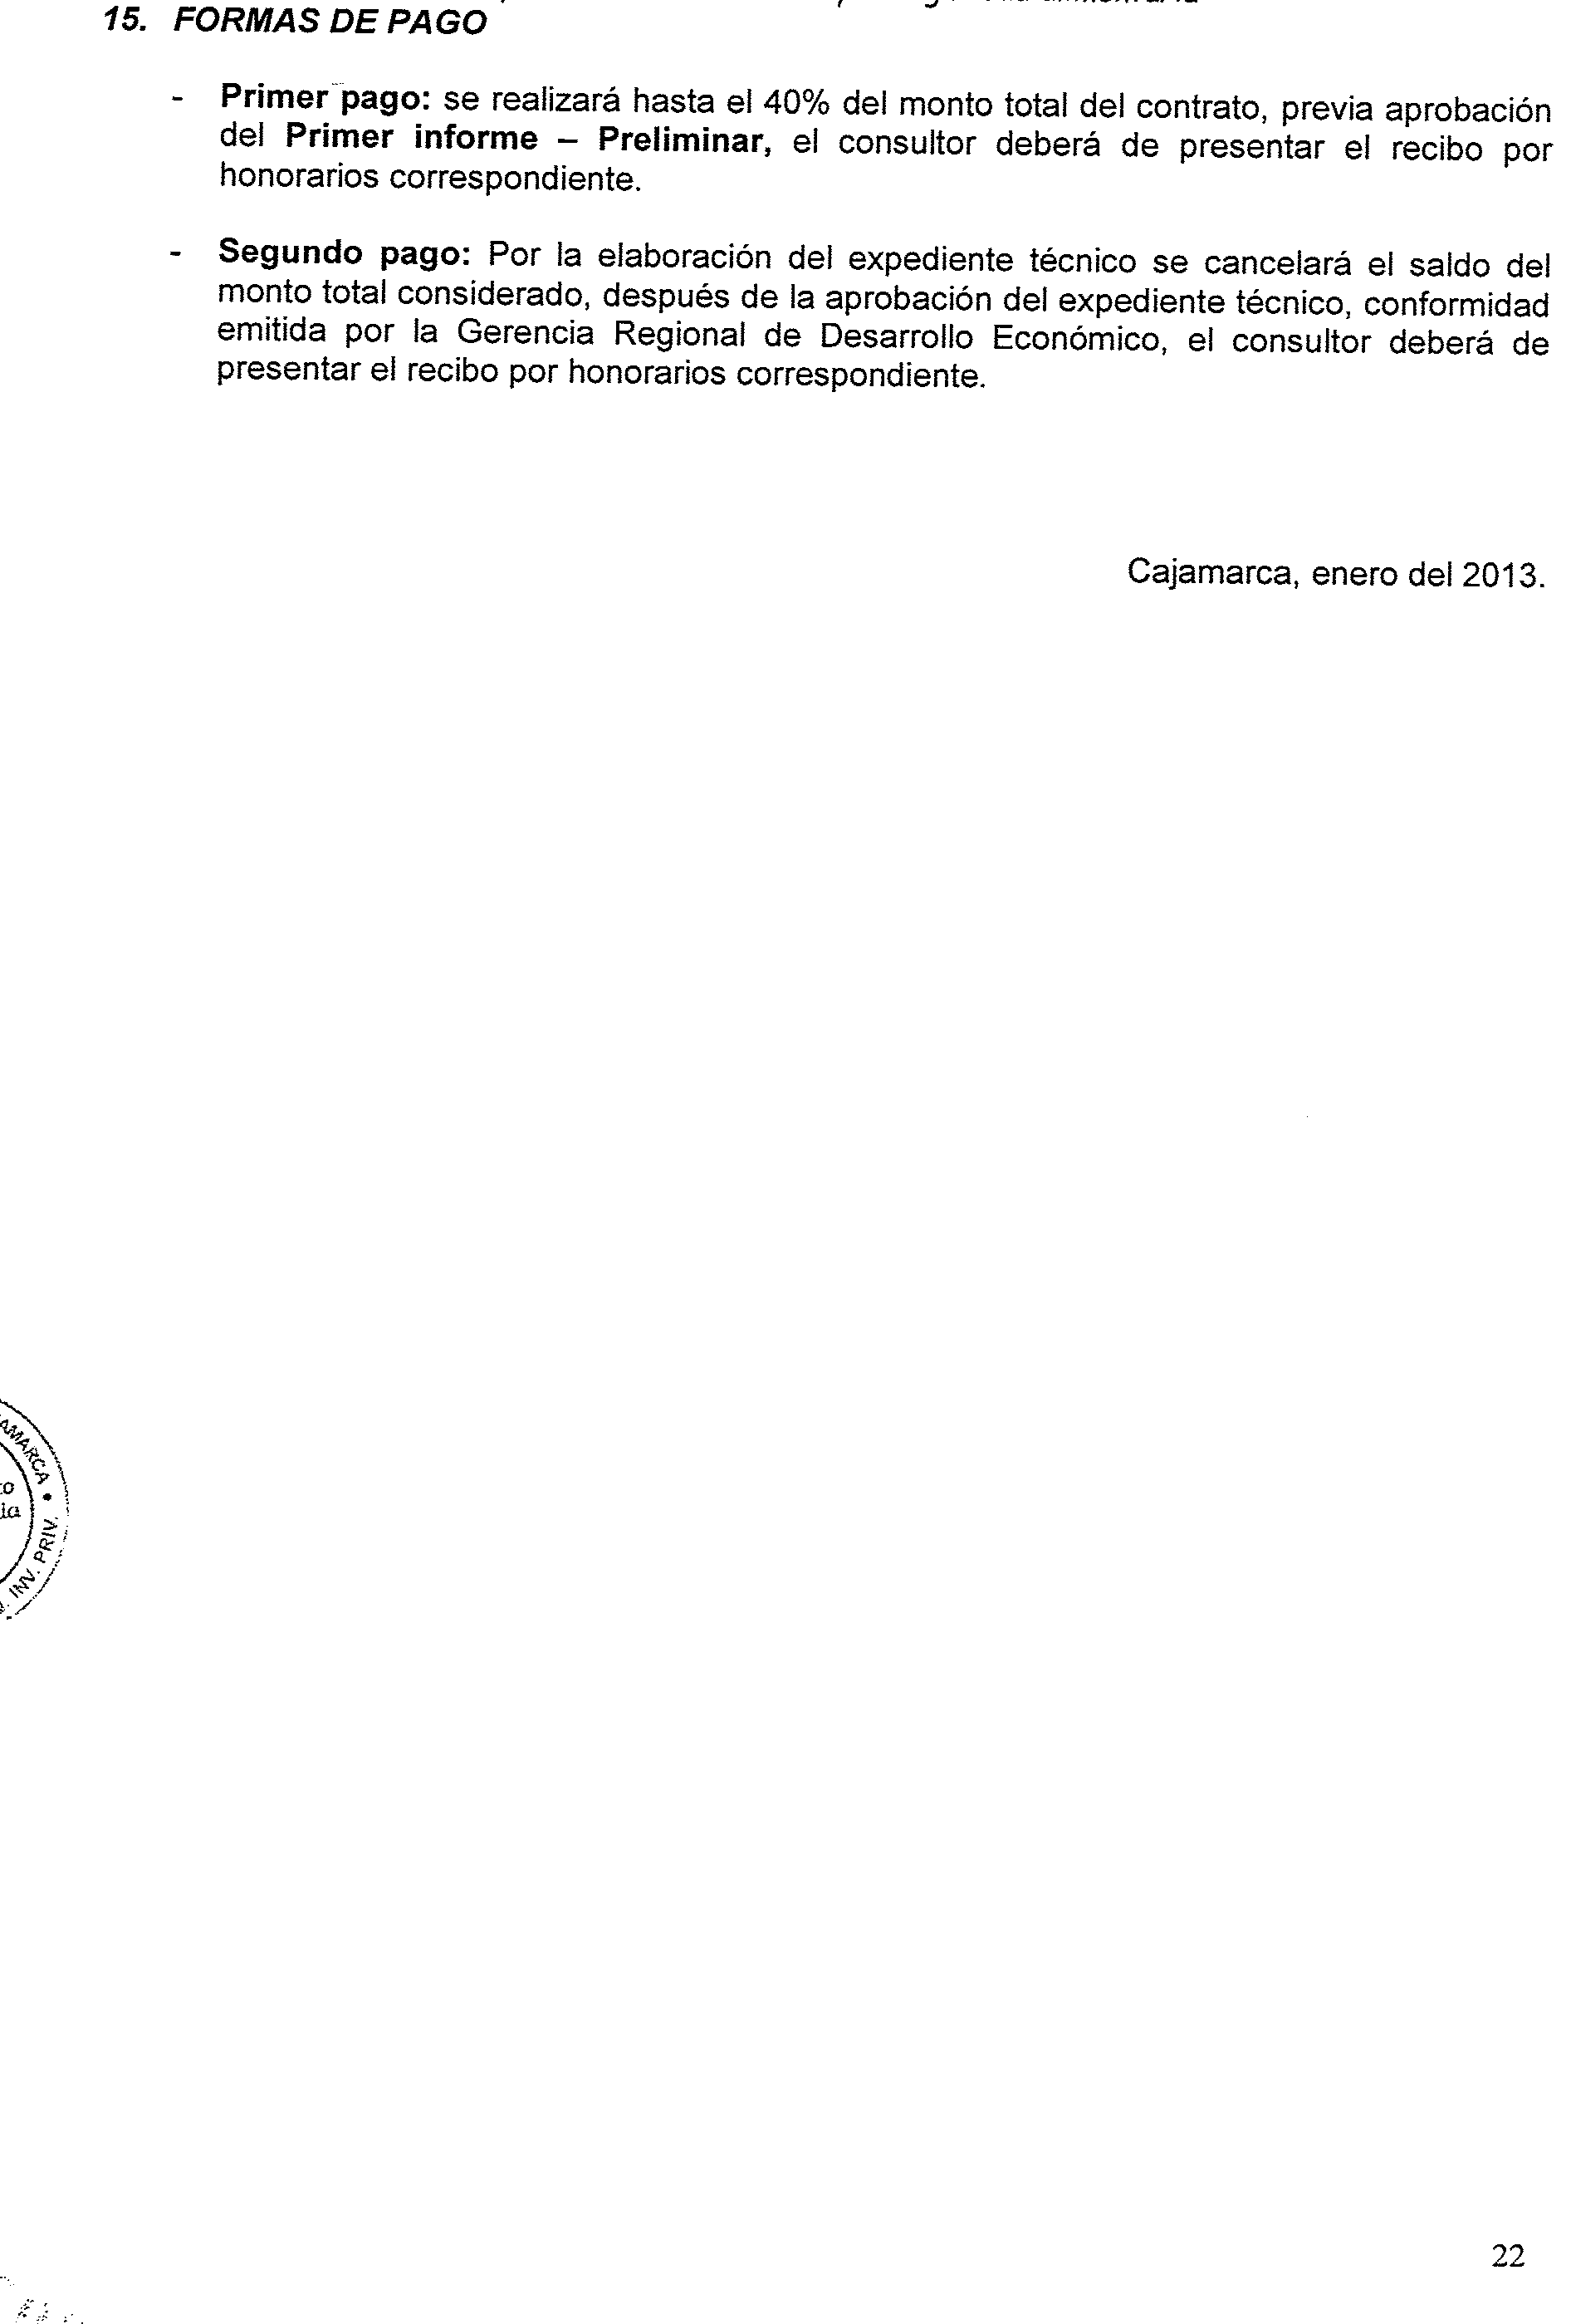 15. FORMAS DE PAGO
- Primer pago: se realizará hasta el 40% del monto total del contrato, previa aprobación
del Primer informe – Preliminar, el consultor deberá de presentar el recibo por
honorarios correspondiente.
- Segundo pago: Por la elaboración del expediente técnico se cancelará el saldo del
monto total considerado, después de la aprobación del expediente técnico, conformidad
emitida por la Gerencia Regional de Desarrollo Económico, el consultor deberá de
presentar el recibo por honorarios correspondiente.
Cajamarca, enero del 2013.
AMARCA •
INV. PRIV.
22